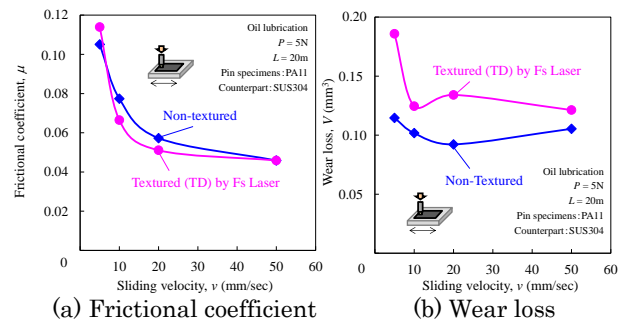 (a)
0.12
0.10
0.08
0.06
0.04
0.02
0
Frictional coefficient, μ
Oil lubrication
P = 5N
L = 20m
Pin specimens : PA11
Counterpart : SUS304
Non-textured
Textured (TD) by Fs Laser
10 20 30 40 50 60
Sliding velocity, v (mm/sec)
(a) Frictional coefficient
(b)
0.20
0.15
0.10
0.05
0
Wear loss, V (mm³)
Textured (TD) by Fs Laser
Non-Textured
Oil lubrication
P = 5N
L = 20m
Pin specimens : PA11
Counterpart : SUS304
10 20 30 40 50 60
Sliding velocity, v (mm/sec)
(b) Wear loss